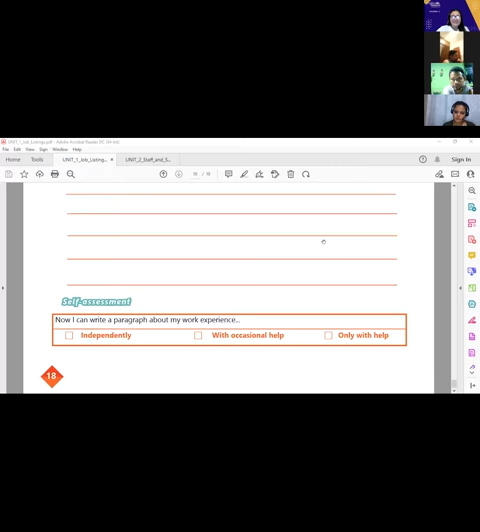 UNIT_1_Job_Listings.pdf - Adobe Acrobat Reader DC (64-bit)
File Edit View Sign Window Help
Home Tools UNIT_1_Job_Listing... × UNIT_2_Staff_and_S... Sign In
18 / 19
Self-assessment
Now I can write a paragraph about my work experience...
Independently With occasional help Only with help
18